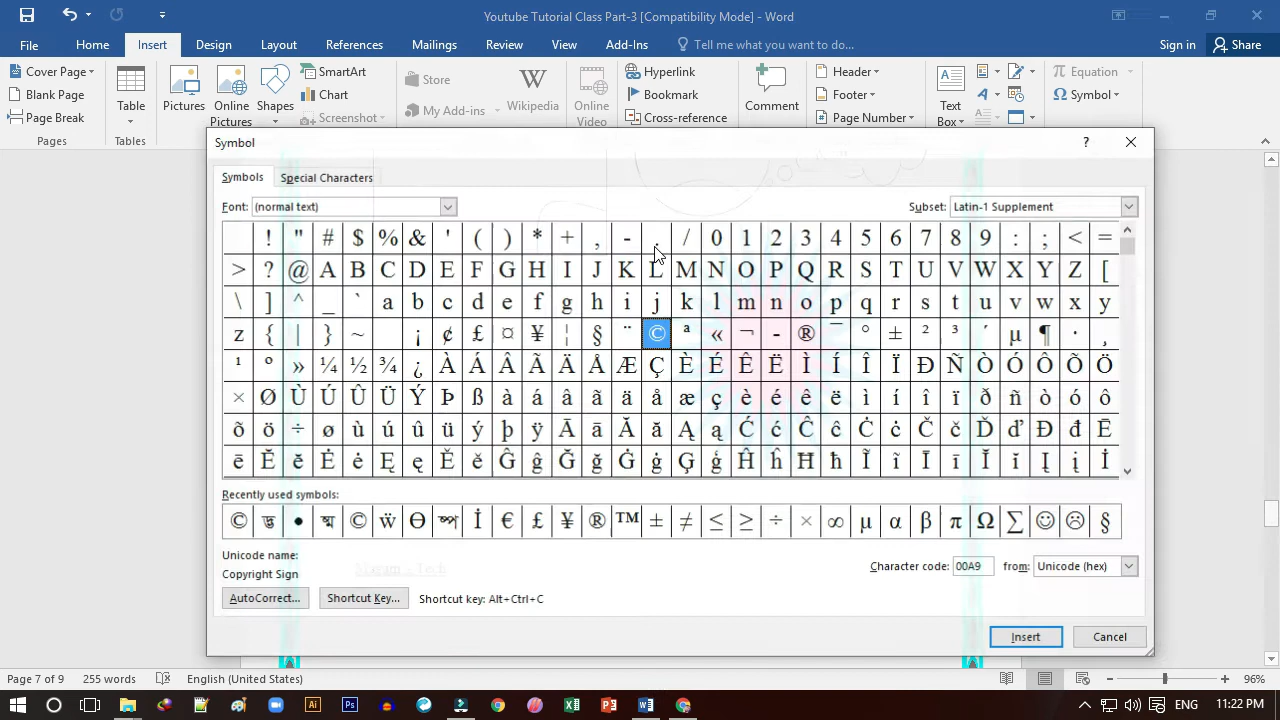 Youtube Tutorial Class Part-3 [Compatibility Mode] - Word
File Home Insert Design Layout References Mailings Review View Add-Ins Tell me what you want to do... Sign in Share
Cover Page
Blank Page
Page Break
Pages
Table
Tables
Pictures
Online Pictures
Shapes
SmartArt
Chart
Screenshot
Store
My Add-ins
Wikipedia
Online Video
Hyperlink
Bookmark
Cross-reference
Comment
Header
Footer
Page Number
Text Box
π Equation
Ω Symbol
Symbol
Symbols Special Characters
Font: (normal text) Subset: Latin-1 Supplement
! " # $ % & ' ( ) * + , - . / 0 1 2 3 4 5 6 7 8 9 : ; < =
> ? @ A B C D E F G H I J K L M N O P Q R S T U V W X Y Z [
\ ] ^ _ ` a b c d e f g h i j k l m n o p q r s t u v w x y
z { | } ~ ¡ ¢ £ ¤ ¥ ¦ § ¨ © ª « ¬ - ® ¯ ° ± ² ³ ´ µ ¶ · ¸
¹ º » ¼ ½ ¾ ¿ À Á Â Ã Ä Å Æ Ç È É Ê Ë Ì Í Î Ï Ð Ñ Ò Ó Ô Õ Ö
× Ø Ù Ú Û Ü Ý Þ ß à á â ã ä å æ ç è é ê ë ì í î ï ð ñ ò ó ô
õ ö ÷ ø ù ú û ü ý þ ÿ Ā ā Ă ă Ą ą Ć ć Ĉ ĉ Ċ ċ Č č Ď ď Đ đ Ē
ē Ĕ ĕ Ė ė Ę ę Ě ě Ĝ ĝ Ğ ğ Ġ ġ Ģ ģ Ĥ ĥ Ħ ħ Ĩ ĩ Ī ī Ĭ ĭ Į į İ
Recently used symbols:
© • © ẅ Ɵ İ € £ ¥ ® ™ ± ≠ ≤ ≥ ÷ × ∞ µ α β π Ω ∑ ☺ ☹ §
Unicode name:
Copyright Sign
Character code: 00A9 from: Unicode (hex)
AutoCorrect... Shortcut Key... Shortcut key: Alt+Ctrl+C
Insert Cancel
Page 7 of 9 255 words English (United States) 96%
Ai Ps ENG 11:22 PM